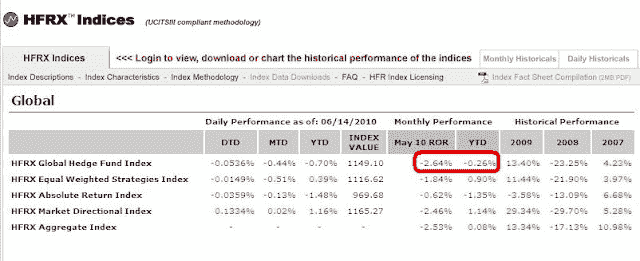 HFRX™ Indices (UCITSIII compliant methodology)
HFRX Indices <<< Login to view, download or chart the historical performance of the indices Monthly Historicals Daily Historicals
Index Descriptions - Index Characteristics - Index Methodology - Index Data Downloads - FAQ - HFR Index Licensing Index Fact Sheet Compilation (2MB PDF)
Global
Daily Performance as of: 06/14/2010 Monthly Performance Historical Performance
DTD MTD YTD INDEX VALUE May 10 ROR YTD 2009 2008 2007
HFRX Global Hedge Fund Index -0.0536% -0.44% -0.70% 1149.10 -2.64% -0.26% 13.40% -23.25% 4.23%
HFRX Equal Weighted Strategies Index -0.0149% -0.51% 0.39% 1116.62 -1.84% 0.90% 11.44% -21.90% 3.97%
HFRX Absolute Return Index -0.0359% -0.13% -1.48% 969.68 -0.62% -1.35% -3.58% -13.09% 6.68%
HFRX Market Directional Index 0.1334% 0.02% 1.16% 1165.27 -2.46% 1.14% 29.34% -29.70% 5.28%
HFRX Aggregate Index - - - - -2.53% 0.08% 13.34% -17.13% 10.98%